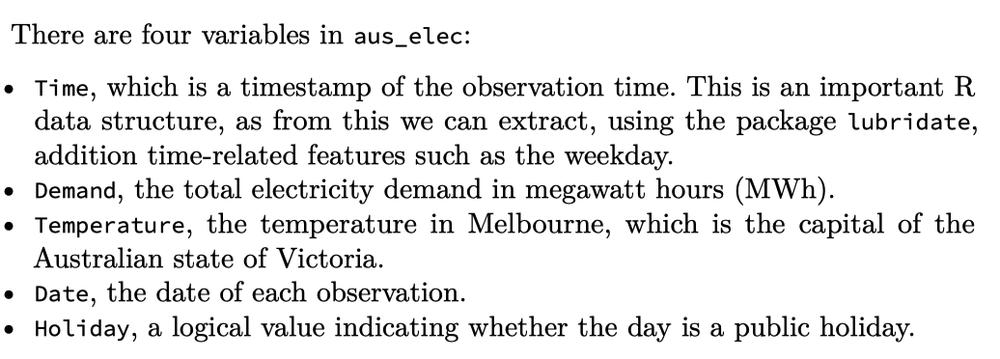 There are four variables in aus_elec:
• Time, which is a timestamp of the observation time. This is an important R
data structure, as from this we can extract, using the package lubridate,
addition time-related features such as the weekday.
• Demand, the total electricity demand in megawatt hours (MWh).
• Temperature, the temperature in Melbourne, which is the capital of the
Australian state of Victoria.
• Date, the date of each observation.
• Holiday, a logical value indicating whether the day is a public holiday.